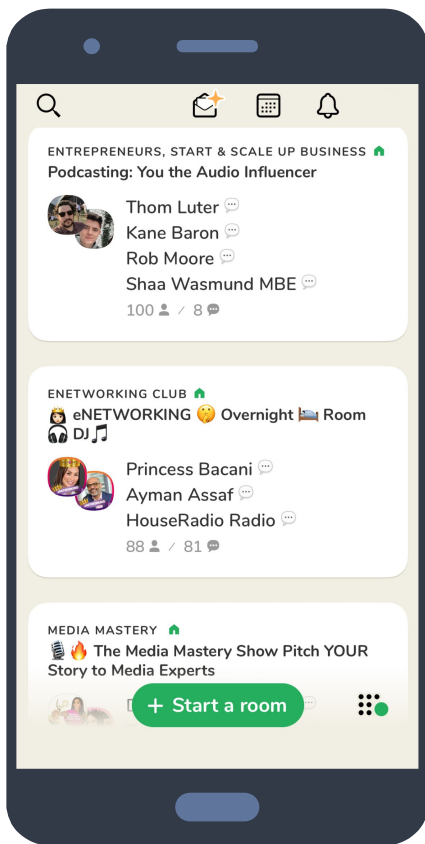 ENTREPRENEURS, START & SCALE UP BUSINESS
Podcasting: You the Audio Influencer
Thom Luter
Kane Baron
Rob Moore
Shaa Wasmund MBE
100 / 8
ENETWORKING CLUB
👸🏻 eNETWORKING 🤫 Overnight 🛌 Room
🎧 DJ🎵
Princess Bacani
Ayman Assaf
HouseRadio Radio
88 / 81
MEDIA MASTERY
🎙🔥 The Media Mastery Show Pitch YOUR
Story to Media Experts
+ Start a room